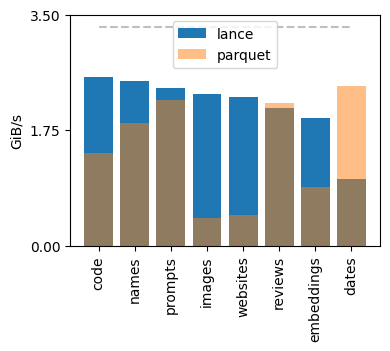 3.50
1.75
0.00
GiB/s
lance
parquet
code
names
prompts
images
websites
reviews
embeddings
dates